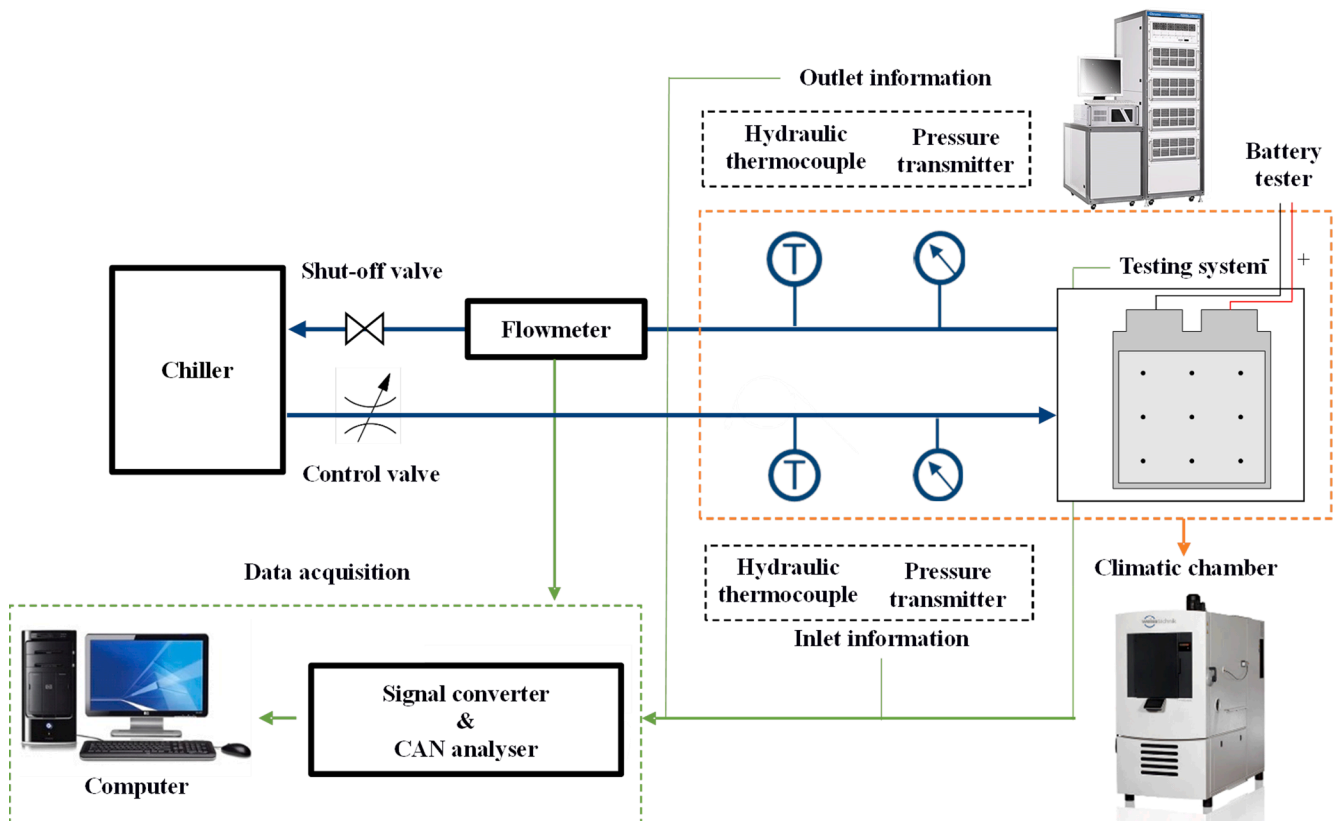 Outlet information
Hydraulic
thermocouple
Pressure
transmitter
Battery
tester
Shut-off valve
Testing system
-
+
Flowmeter
T
Chiller
Control valve
T
Data acquisition
Hydraulic
thermocouple
Pressure
transmitter
Inlet information
Climatic chamber
Signal converter
&
CAN analyser
Computer